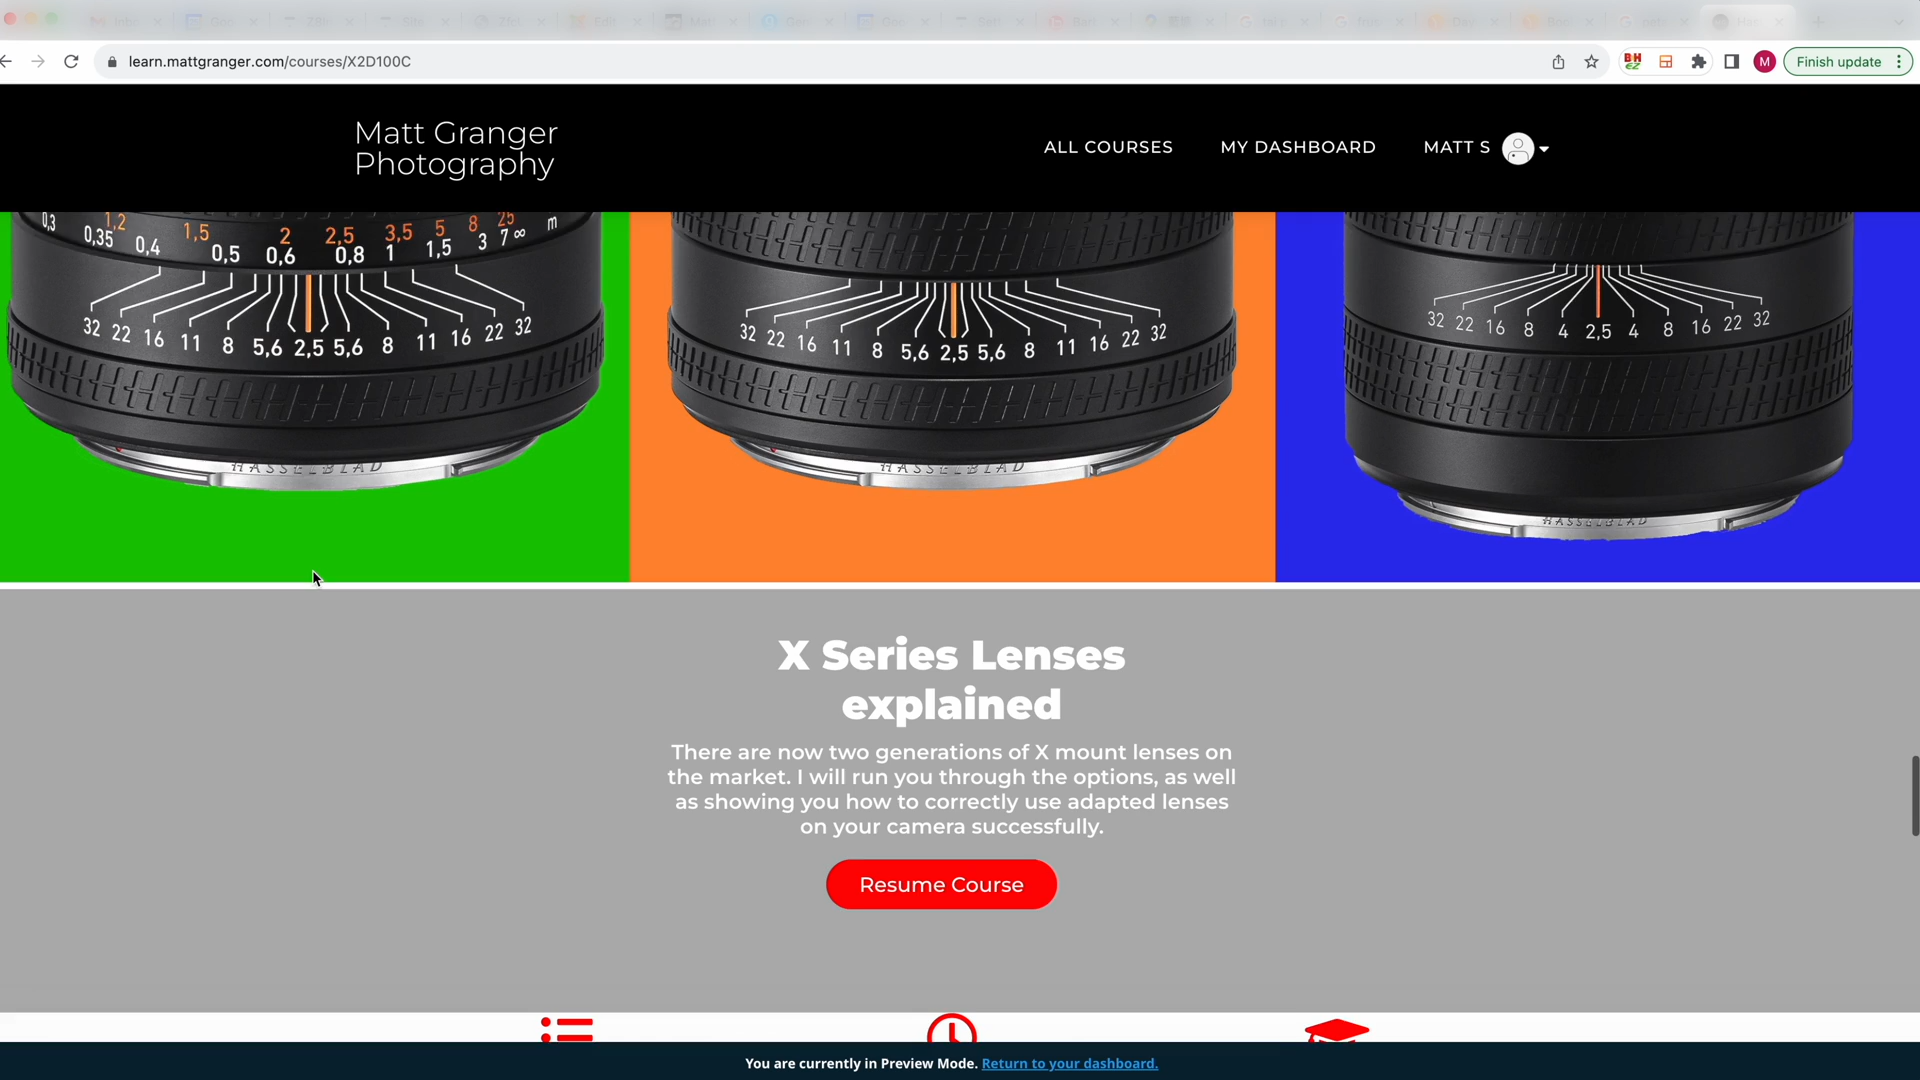 learn.mattgranger.com/courses/X2D100C
BH
EZ
M
Finish update
Matt Granger
Photography
ALL COURSES
MY DASHBOARD
MATT S
0,3 1,2 1,5 2 2,5 3,5 5 8 25 m
0,35 0,4 0,5 0,6 0,8 1 1,5 3 7 ∞
32 22 16 11 8 5,6 2,5 5,6 8 11 16 22 32
HASSELBLAD
32 22 16 11 8 5,6 2,5 5,6 8 11 16 22 32
HASSELBLAD
32 22 16 8 4 2,5 4 8 16 22 32
HASSELBLAD
X Series Lenses
explained
There are now two generations of X mount lenses on
the market. I will run you through the options, as well
as showing you how to correctly use adapted lenses
on your camera successfully.
Resume Course
You are currently in Preview Mode. Return to your dashboard.